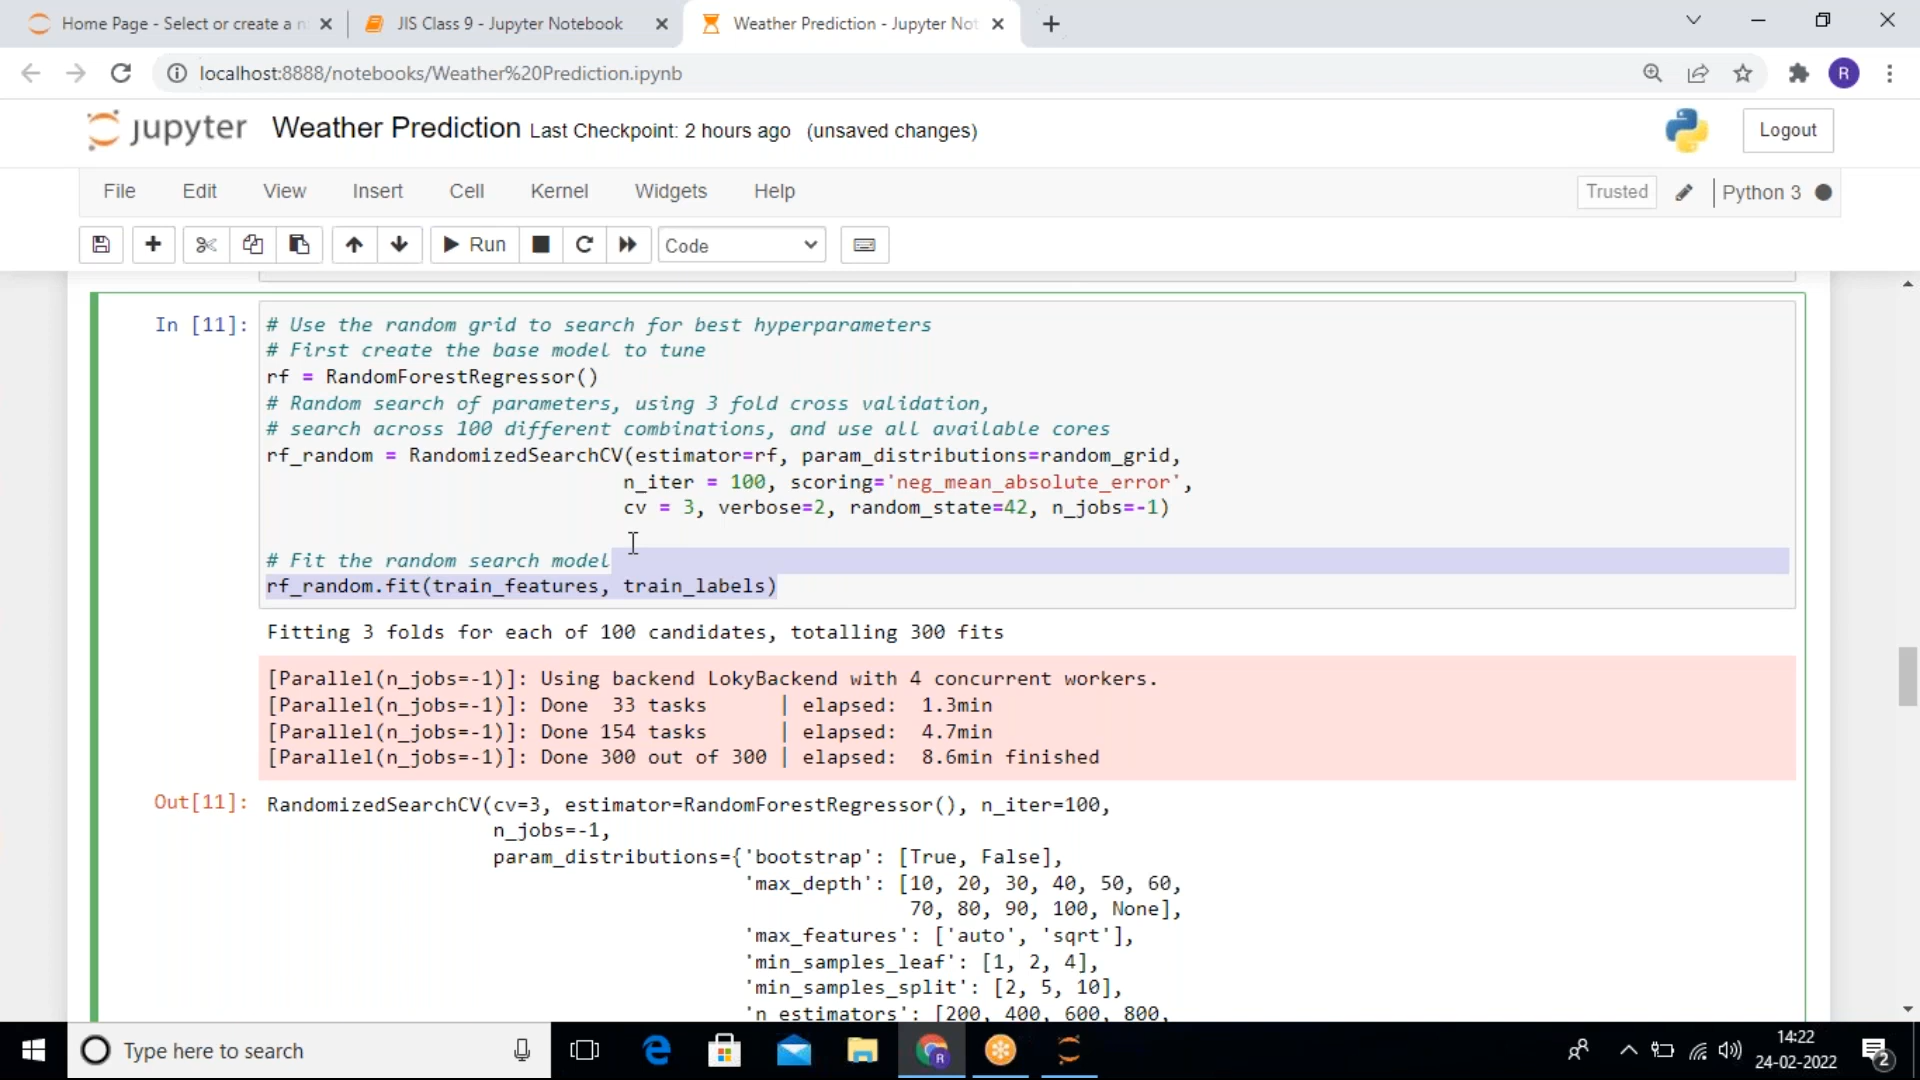 Home Page - Select or create a n
JIS Class 9 - Jupyter Notebook
Weather Prediction - Jupyter Not
localhost:8888/notebooks/Weather%20Prediction.ipynb
R
jupyter Weather Prediction Last Checkpoint: 2 hours ago (unsaved changes)
Logout
File Edit View Insert Cell Kernel Widgets Help
Trusted Python 3
Run Code
In [11]: # Use the random grid to search for best hyperparameters
# First create the base model to tune
rf = RandomForestRegressor()
# Random search of parameters, using 3 fold cross validation,
# search across 100 different combinations, and use all available cores
rf_random = RandomizedSearchCV(estimator=rf, param_distributions=random_grid,
n_iter = 100, scoring='neg_mean_absolute_error',
cv = 3, verbose=2, random_state=42, n_jobs=-1)
# Fit the random search model
rf_random.fit(train_features, train_labels)
Fitting 3 folds for each of 100 candidates, totalling 300 fits
[Parallel(n_jobs=-1)]: Using backend LokyBackend with 4 concurrent workers.
[Parallel(n_jobs=-1)]: Done  33 tasks      | elapsed:  1.3min
[Parallel(n_jobs=-1)]: Done 154 tasks      | elapsed:  4.7min
[Parallel(n_jobs=-1)]: Done 300 out of 300 | elapsed:  8.6min finished
Out[11]: RandomizedSearchCV(cv=3, estimator=RandomForestRegressor(), n_iter=100,
n_jobs=-1,
param_distributions={'bootstrap': [True, False],
'max_depth': [10, 20, 30, 40, 50, 60,
70, 80, 90, 100, None],
'max_features': ['auto', 'sqrt'],
'min_samples_leaf': [1, 2, 4],
'min_samples_split': [2, 5, 10],
'n_estimators': [200, 400, 600, 800,
Type here to search
R
14:22
24-02-2022
2